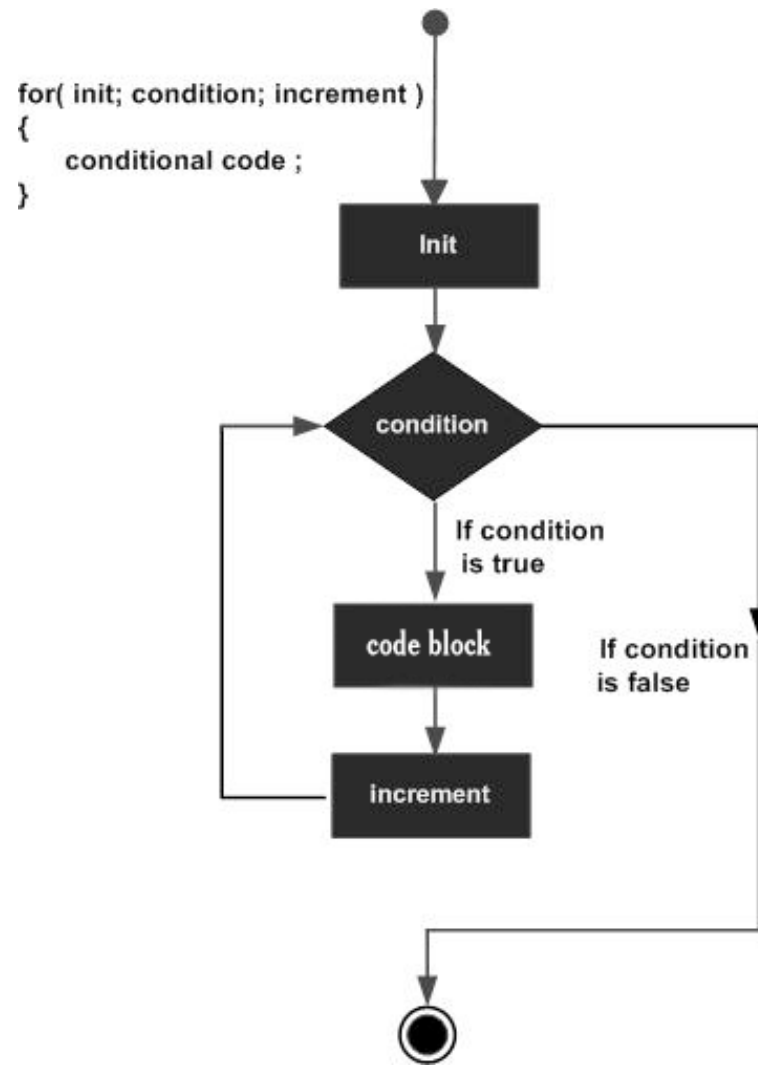 for( init; condition; increment )
{
conditional code ;
}
Init
condition
If condition
is true
code block
If condition
is false
increment